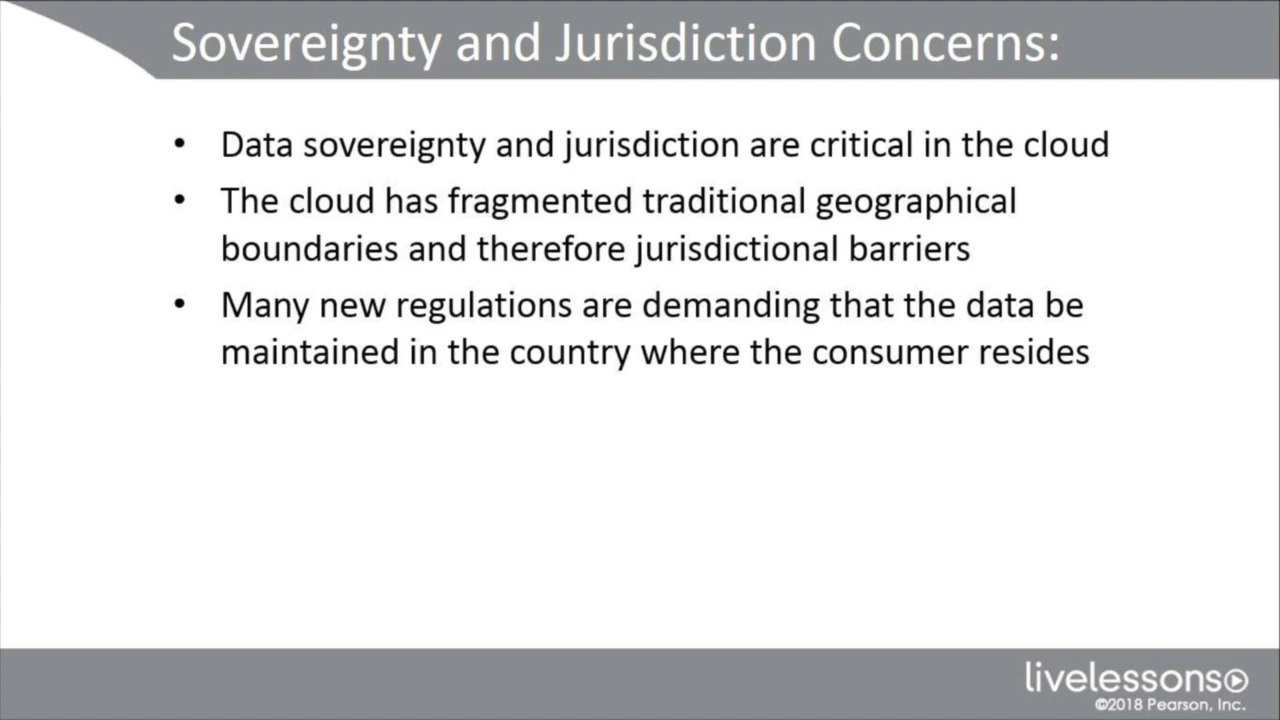 Sovereignty and Jurisdiction Concerns:
• Data sovereignty and jurisdiction are critical in the cloud
• The cloud has fragmented traditional geographical
boundaries and therefore jurisdictional barriers
• Many new regulations are demanding that the data be
maintained in the country where the consumer resides
livelessons
©2018 Pearson, Inc.